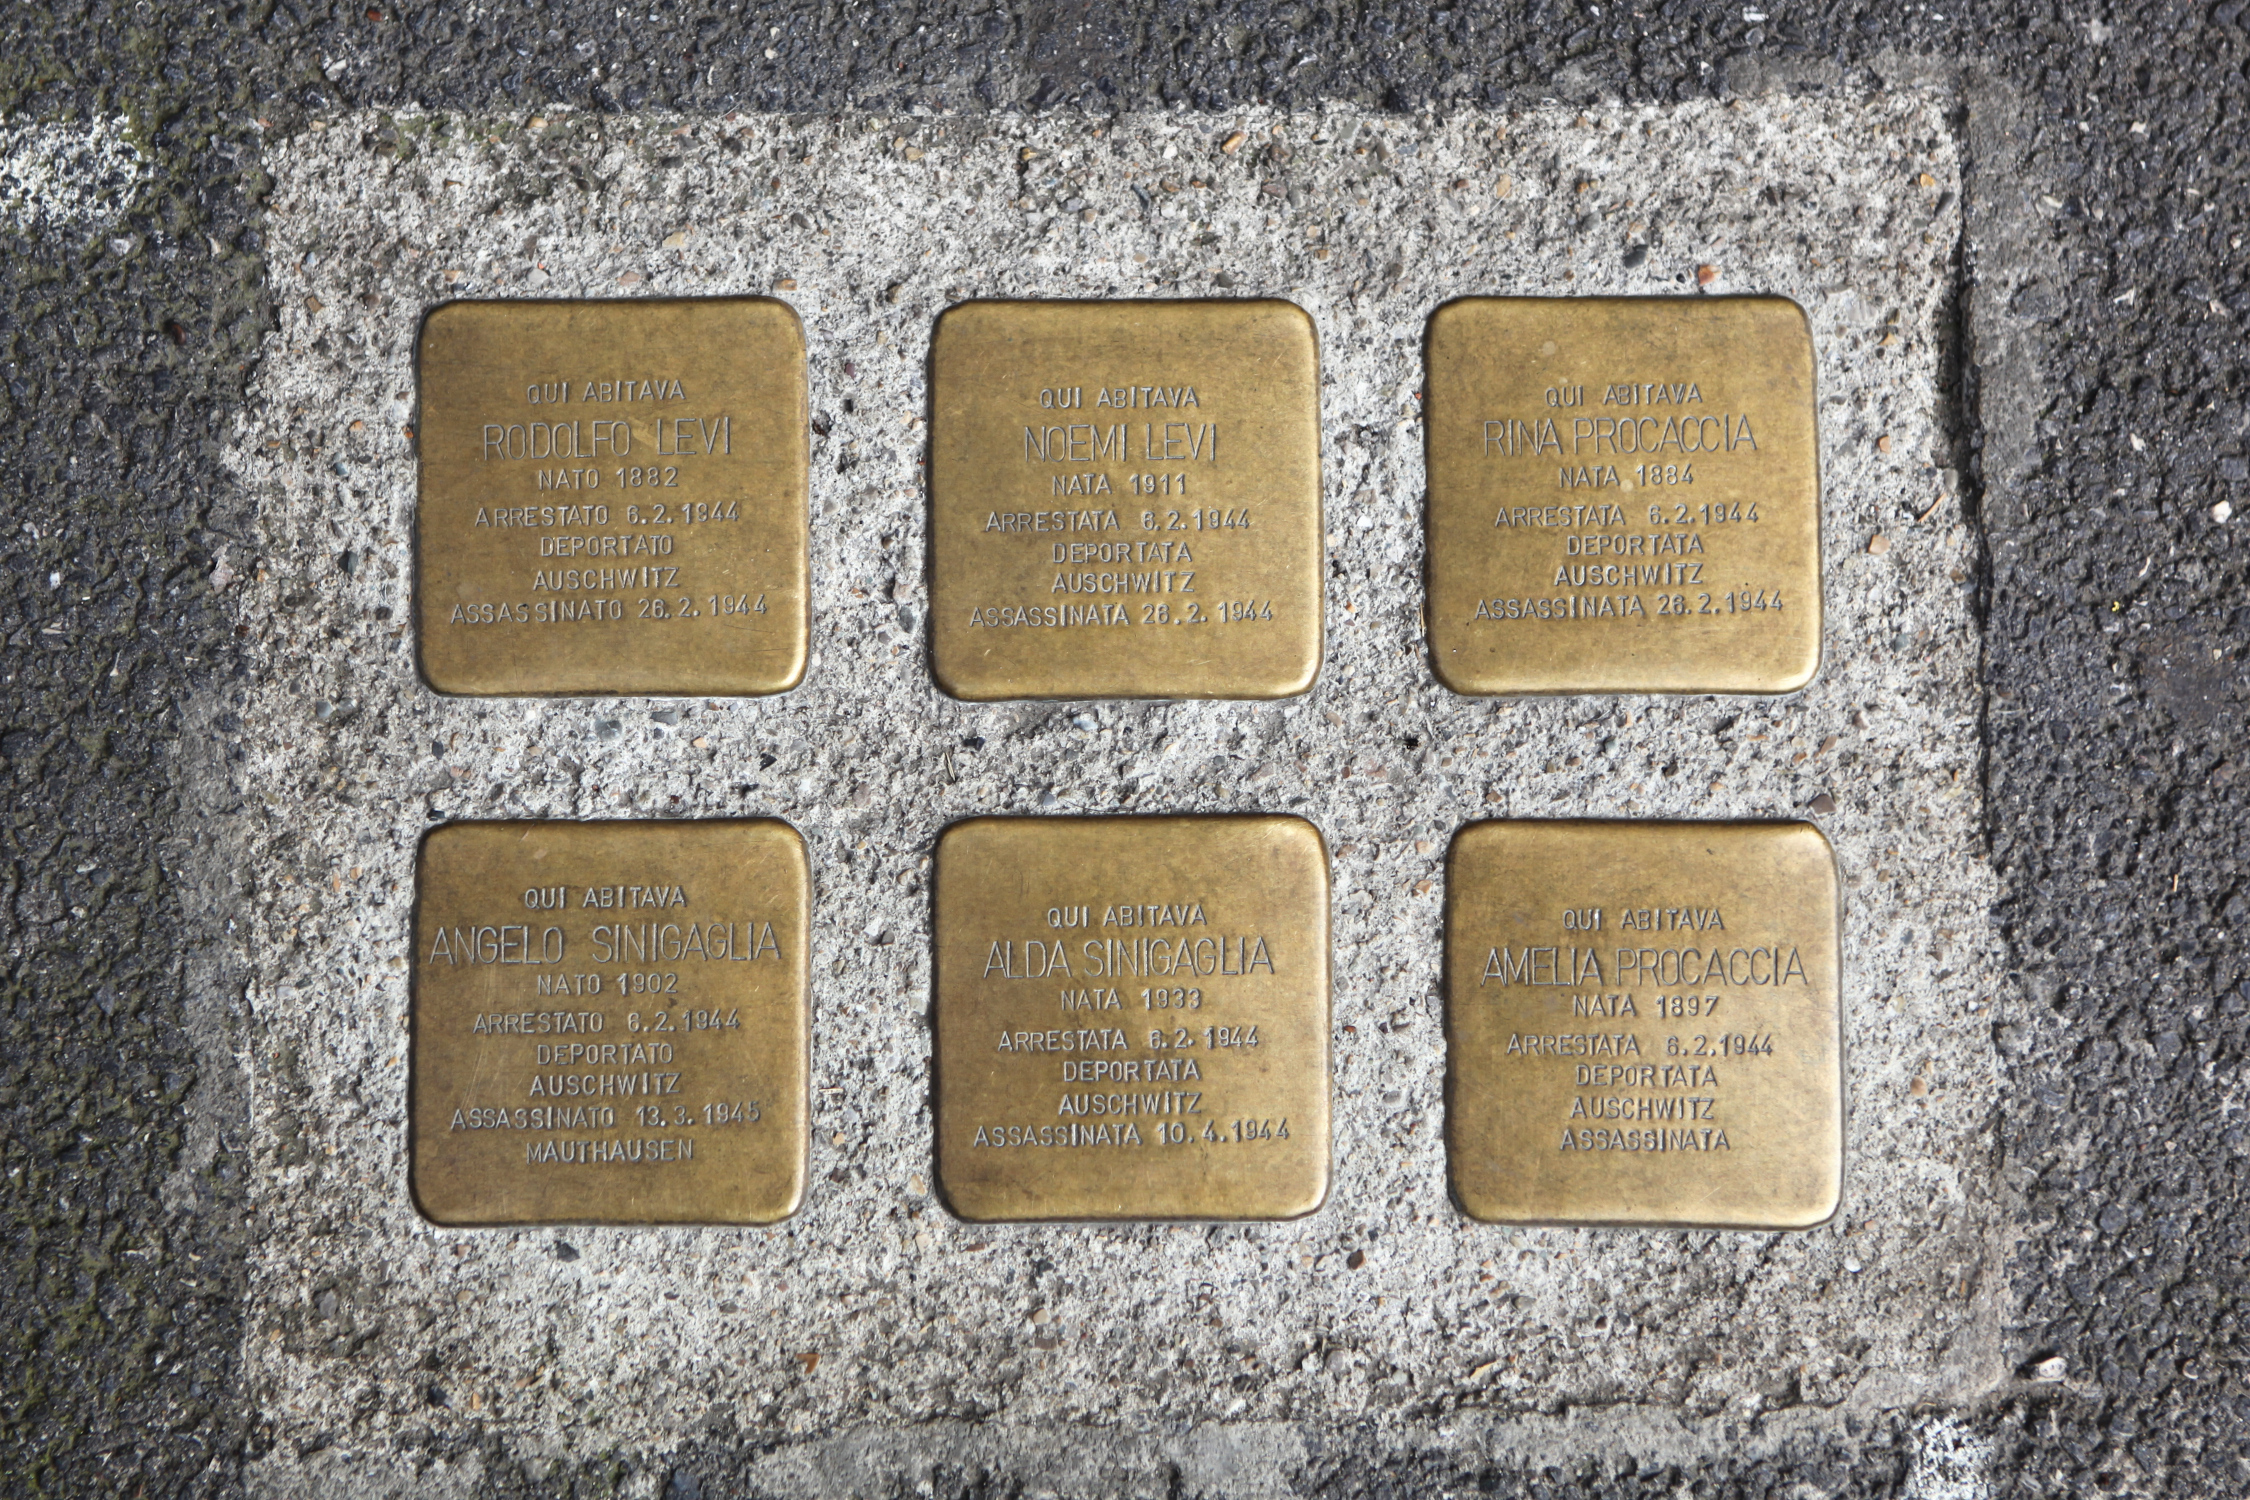 QUI ABITAVA
RODOLFO LEVI
NATO 1882
ARRESTATO 6.2.1944
DEPORTATO
AUSCHWITZ
ASSASSINATO 26.2.1944
QUI ABITAVA
NOEMI LEVI
NATA 1911
ARRESTATA 6.2.1944
DEPORTATA
AUSCHWITZ
ASSASSINATA 26.2.1944
QUI ABITAVA
RINA PROCACCIA
NATA 1884
ARRESTATA 6.2.1944
DEPORTATA
AUSCHWITZ
ASSASSINATA 26.2.1944
QUI ABITAVA
ANGELO SINIGAGLIA
NATO 1902
ARRESTATO 6.2.1944
DEPORTATO
AUSCHWITZ
ASSASSINATO 13.3.1945
MAUTHAUSEN
QUI ABITAVA
ALDA SINIGAGLIA
NATA 1933
ARRESTATA 6.2.1944
DEPORTATA
AUSCHWITZ
ASSASSINATA 10.4.1944
QUI ABITAVA
AMELIA PROCACCIA
NATA 1897
ARRESTATA 6.2.1944
DEPORTATA
AUSCHWITZ
ASSASSINATA